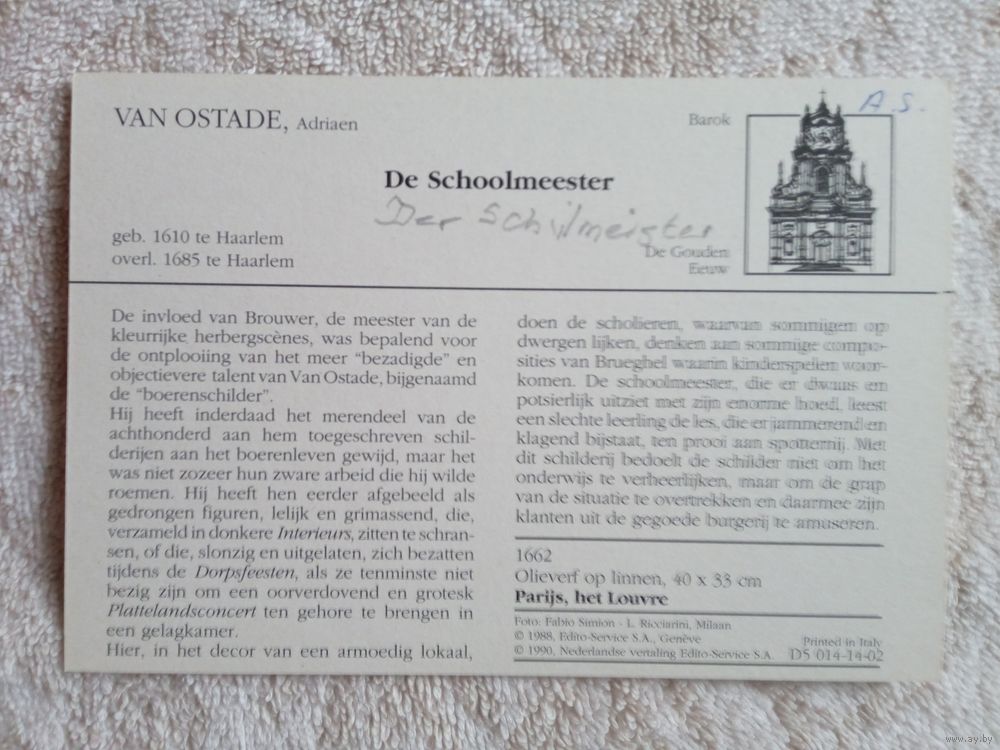 VAN OSTADE, Adriaen
Barok
A. S.
De Schoolmeester
Der Schilmeister
geb. 1610 te Haarlem
overl. 1685 te Haarlem
De Gouden
Eeuw
De invloed van Brouwer, de meester van de
kleurrijke herbergscènes, was bepalend voor
de ontplooiing van het meer "bezadigde" en
objectievere talent van Van Ostade, bijgenaamd
de "boerenschilder".
Hij heeft inderdaad het merendeel van de
achthonderd aan hem toegeschreven schil-
derijen aan het boerenleven gewijd, maar het
was niet zozeer hun zware arbeid die hij wilde
roemen. Hij heeft hen eerder afgebeeld als
gedrongen figuren, lelijk en grimassend, die,
verzameld in donkere Interieurs, zitten te schran-
sen, of die, slonzig en uitgelaten, zich bezatten
tijdens de Dorpsfeesten, als ze tenminste niet
bezig zijn om een oorverdovend en grotesk
Plattelandsconcert ten gehore te brengen in
een gelagkamer.
Hier, in het decor van een armoedig lokaal,
doen de scholieren, waarvan sommigen op
dwergen lijken, denken aan sommige compo-
sities van Brueghel waarin kinderspelen voor-
komen. De schoolmeester, die er dwaas en
potsierlijk uitziet met zijn enorme hoed, leest
een slechte leerling de les, die er jammerend en
klagend bijstaat, ten prooi aan spotternij. Met
dit schilderij bedoelt de schilder niet om het
onderwijs te verheerlijken, maar om de grap
van de situatie te overtrekken en daarmee zijn
klanten uit de gegoede burgerij te amuseren.
1662
Olieverf op linnen, 40 x 33 cm
Parijs, het Louvre
Foto: Fabio Simion - L. Ricciarini, Milaan
© 1988, Edito-Service S.A., Genève
© 1990, Nederlandse vertaling Edito-Service S.A.
Printed in Italy
D5 014-14-02
www.ay.by